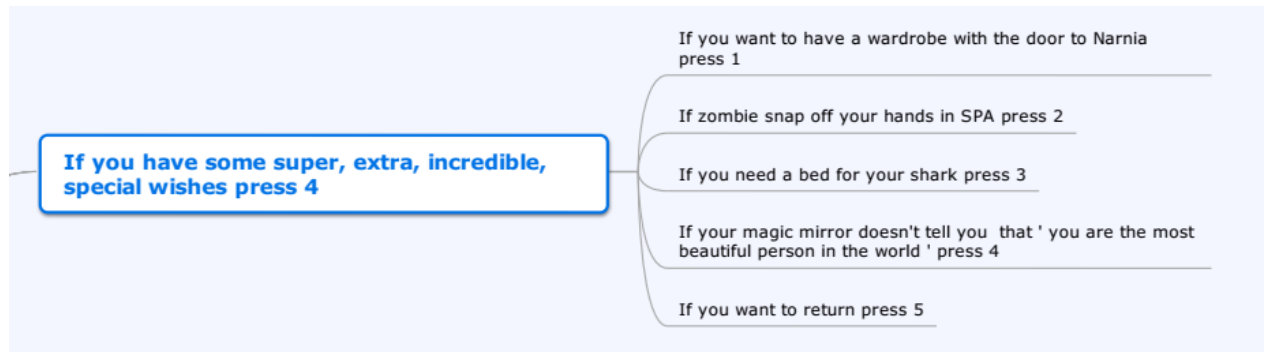 If you want to have a wardrobe with the door to Narnia
press 1
If zombie snap off your hands in SPA press 2
If you have some super, extra, incredible,
special wishes press 4
If you need a bed for your shark press 3
If your magic mirror doesn't tell you  that ' you are the most
beautiful person in the world ' press 4
If you want to return press 5